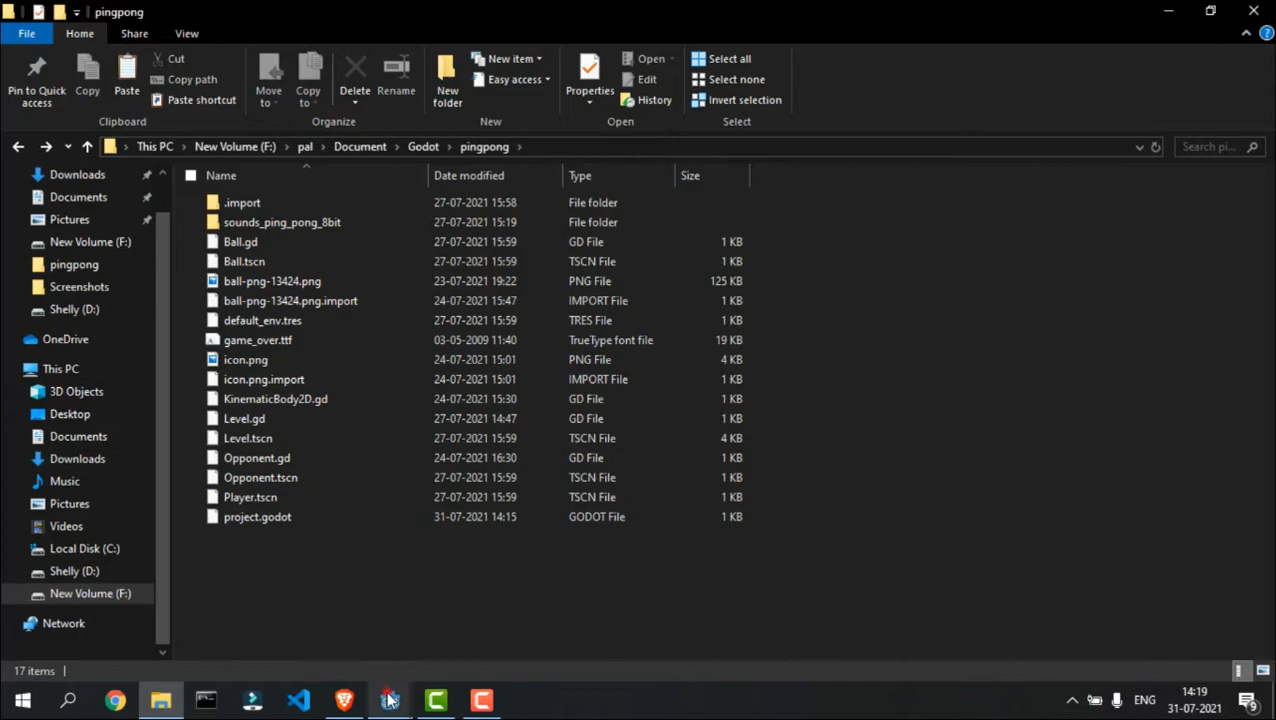 pingpong
File Home Share View
Pin to Quick access
Copy
Paste
Cut
Copy path
Paste shortcut
Clipboard
Move to
Copy to
Delete
Rename
Organize
New folder
New item
Easy access
New
Properties
Open
Edit
History
Open
Select all
Select none
Invert selection
Select
This PC New Volume (F:) pal Document Godot pingpong
Search pi...
Downloads
Documents
Pictures
New Volume (F:)
pingpong
Screenshots
Shelly (D:)
OneDrive
This PC
3D Objects
Desktop
Documents
Downloads
Music
Pictures
Videos
Local Disk (C:)
Shelly (D:)
New Volume (F:)
Network
Name Date modified Type Size
.import 27-07-2021 15:58 File folder
sounds_ping_pong_8bit 27-07-2021 15:19 File folder
Ball.gd 27-07-2021 15:59 GD File 1 KB
Ball.tscn 27-07-2021 15:59 TSCN File 1 KB
ball-png-13424.png 23-07-2021 19:22 PNG File 125 KB
ball-png-13424.png.import 24-07-2021 15:47 IMPORT File 1 KB
default_env.tres 27-07-2021 15:59 TRES File 1 KB
game_over.ttf 03-05-2009 11:40 TrueType font file 19 KB
icon.png 24-07-2021 15:01 PNG File 4 KB
icon.png.import 24-07-2021 15:01 IMPORT File 1 KB
KinematicBody2D.gd 24-07-2021 15:30 GD File 1 KB
Level.gd 27-07-2021 14:47 GD File 1 KB
Level.tscn 27-07-2021 15:59 TSCN File 4 KB
Opponent.gd 24-07-2021 16:30 GD File 1 KB
Opponent.tscn 27-07-2021 15:59 TSCN File 1 KB
Player.tscn 27-07-2021 15:59 TSCN File 1 KB
project.godot 31-07-2021 14:15 GODOT File 1 KB
17 items
ENG
14:19
31-07-2021
9